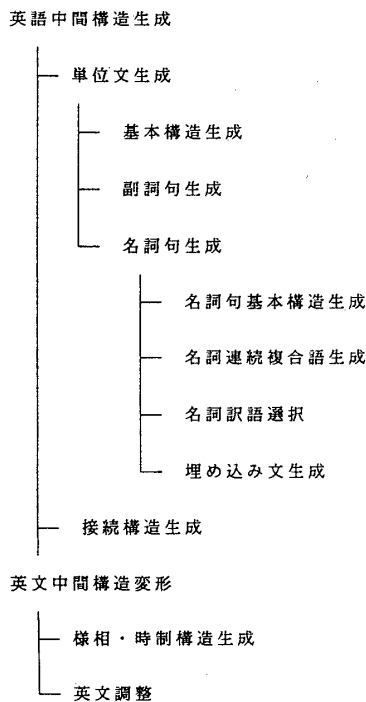 英語中間構造生成
単位文生成
基本構造生成
副詞句生成
名詞句生成
名詞句基本構造生成
名詞連続複合語生成
名詞訳語選択
埋め込み文生成
接続構造生成
英文中間構造変形
様相・時制構造生成
英文調整